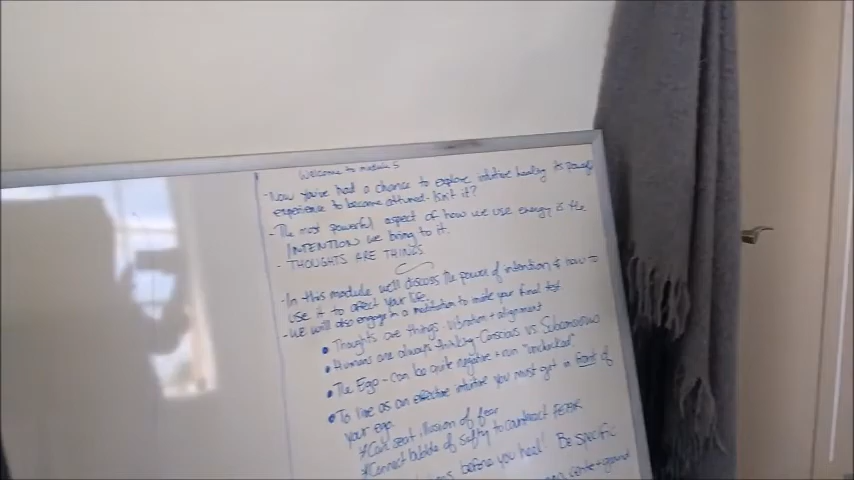 Welcome to module 5
- Now you've had a chance to explore intuitive healing its power
experience to become attuned - Isn't it?
- The most powerful aspect of how we use energy is the
INTENTION we bring to it.
- THOUGHTS ARE THINGS.
- In this module we'll discuss the power of intention & how to
use it to affect your life.
- We will also engage in a meditation to made your final test
• Thoughts are things - vibration + alignment
• Humans are always thinking - Conscious vs Subconscious
• The Ego - can be quite negative + run "unchecked"
• To live as an effective intuitive you must get in front of
your ego.
seat illusion of fear
* Connect bubble of safty to counteract FEAR
before you heal! Be Specific
+ ground